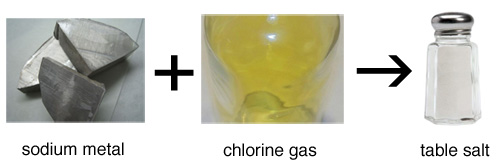 sodium metal + chlorine gas → table salt